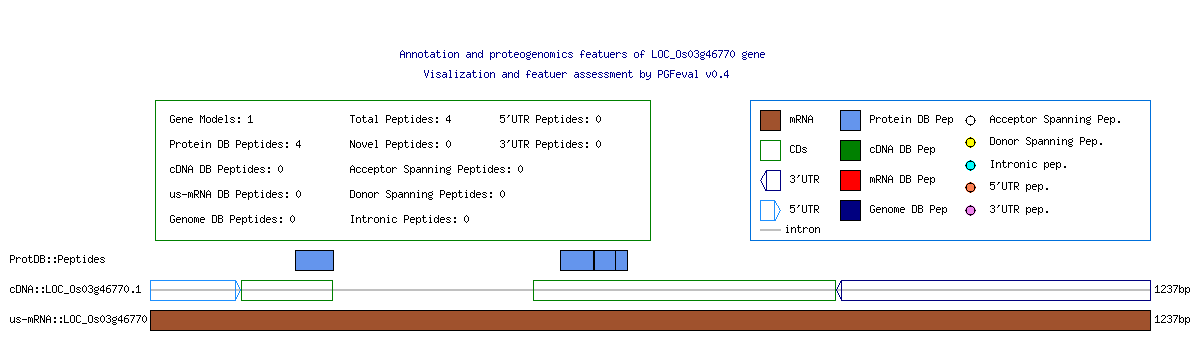 Annotation and proteogenomics featuers of LOC_Os03g46770 gene
Visalization and featuer assessment by PGFeval v0.4
Gene Models: 1 Total Peptides: 4 5'UTR Peptides: 0
Protein DB Peptides: 4 Novel Peptides: 0 3'UTR Peptides: 0
cDNA DB Peptides: 0 Acceptor Spanning Peptides: 0
us-mRNA DB Peptides: 0 Donor Spanning Peptides: 0
Genome DB Peptides: 0 Intronic Peptides: 0
mRNA Protein DB Pep Acceptor Spanning Pep.
CDs cDNA DB Pep Donor Spanning Pep.
3'UTR mRNA DB Pep Intronic pep.
5'UTR Genome DB Pep 5'UTR pep.
intron 3'UTR pep.
ProtDB::Peptides
cDNA::LOC_Os03g46770.1 1237bp
us-mRNA::LOC_Os03g46770 1237bp